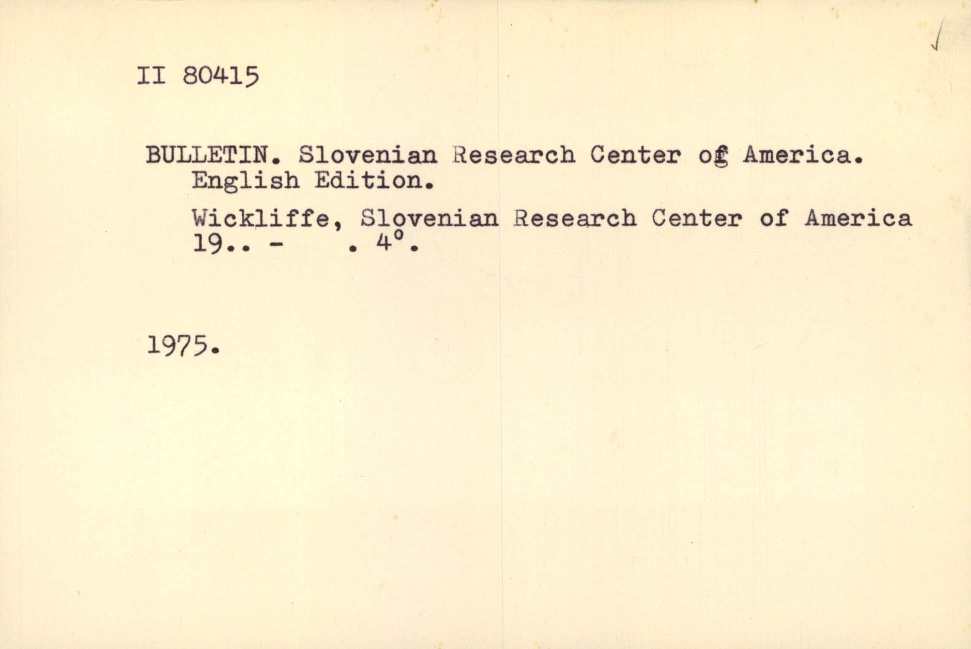 II 80415
BULLETIN. Slovenian Research Center of America.
English Edition.
Wickliffe, Slovenian Research Center of America
19.. -    . 4°.
1975.